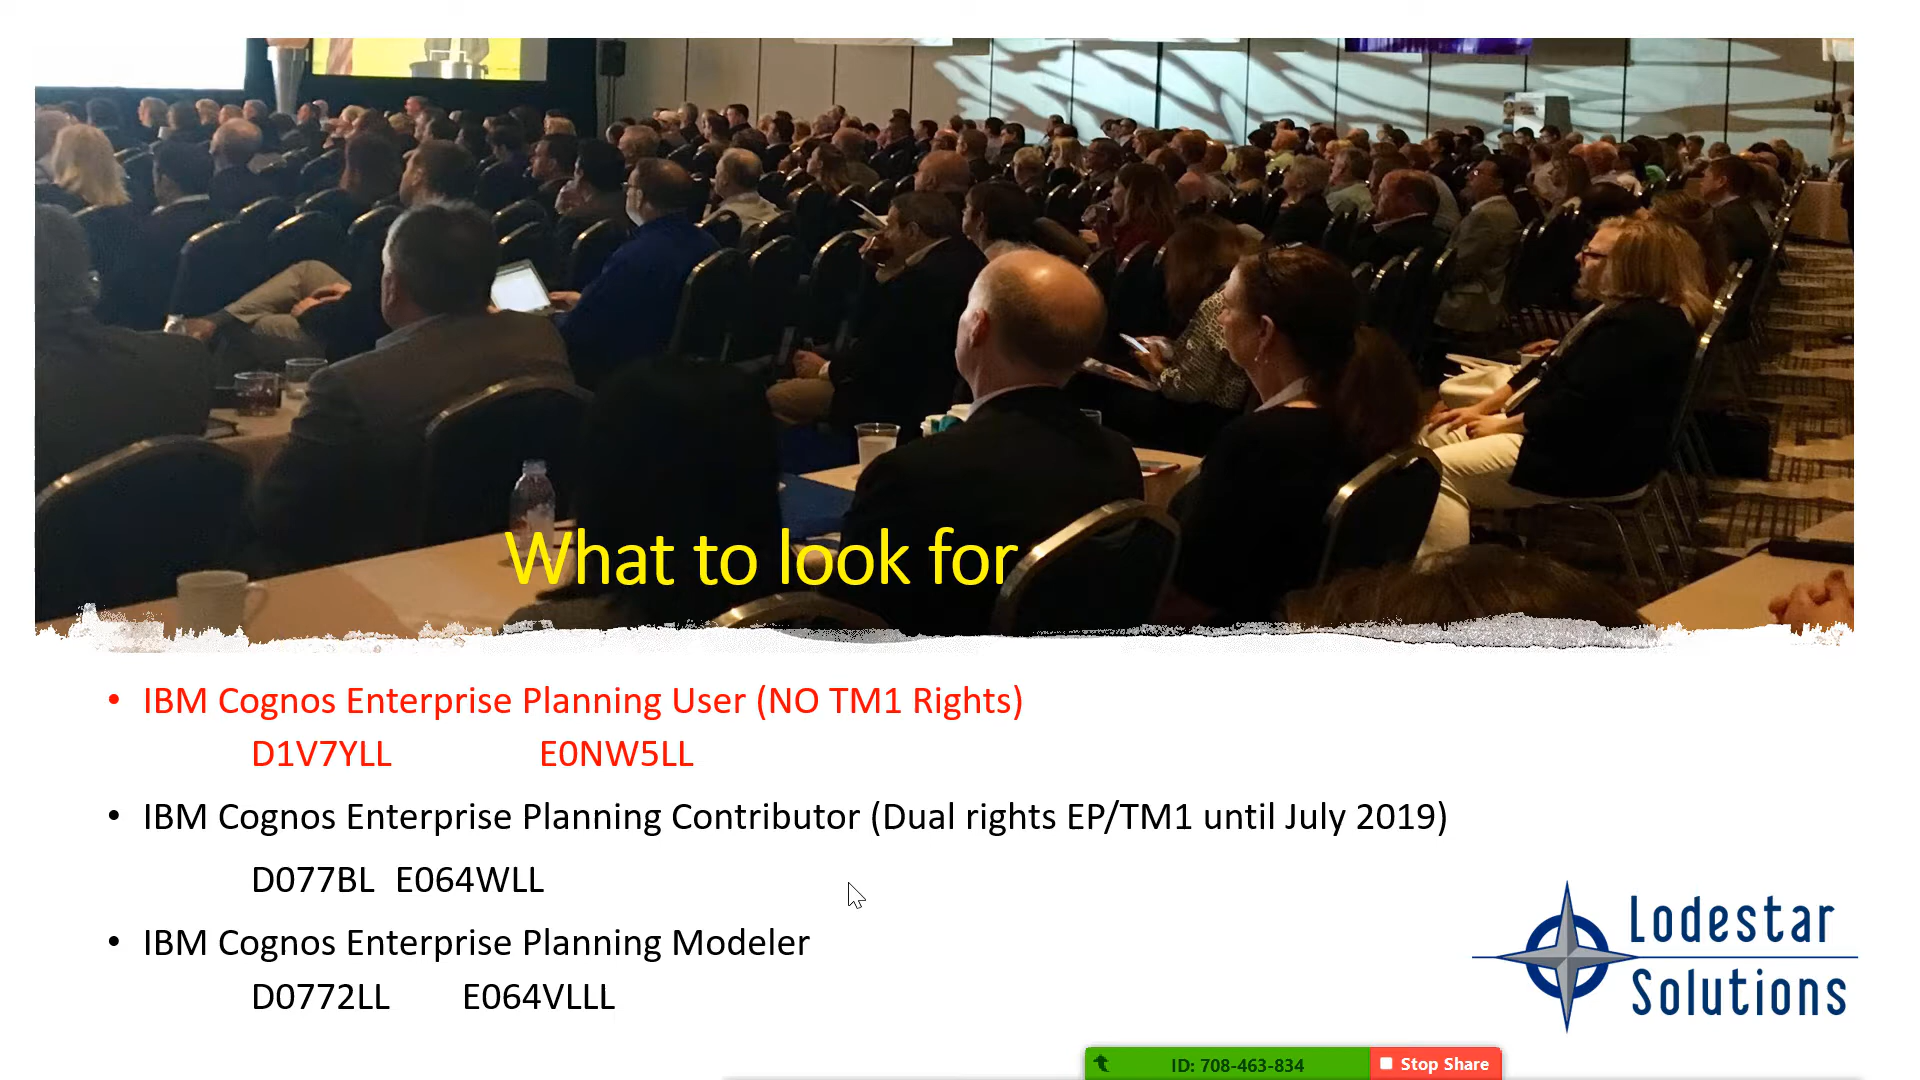 What to look for
• IBM Cognos Enterprise Planning User (NO TM1 Rights)
D1V7YLL E0NW5LL
• IBM Cognos Enterprise Planning Contributor (Dual rights EP/TM1 until July 2019)
D077BL E064WLL
• IBM Cognos Enterprise Planning Modeler
D0772LL E064VLLL
Lodestar
Solutions
ID: 708-463-834 Stop Share